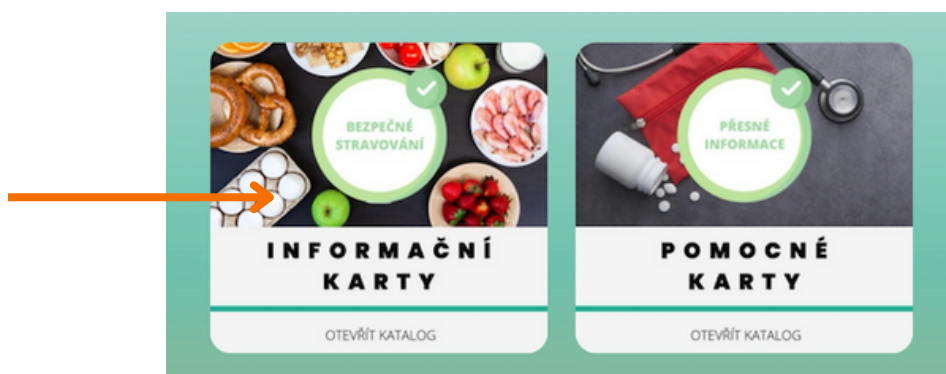 BEZPEČNÉ
STRAVOVÁNÍ
INFORMAČNÍ
KARTY
OTEVŘÍT KATALOG
PŘESNÉ
INFORMACE
POMOCNÉ
KARTY
OTEVŘÍT KATALOG